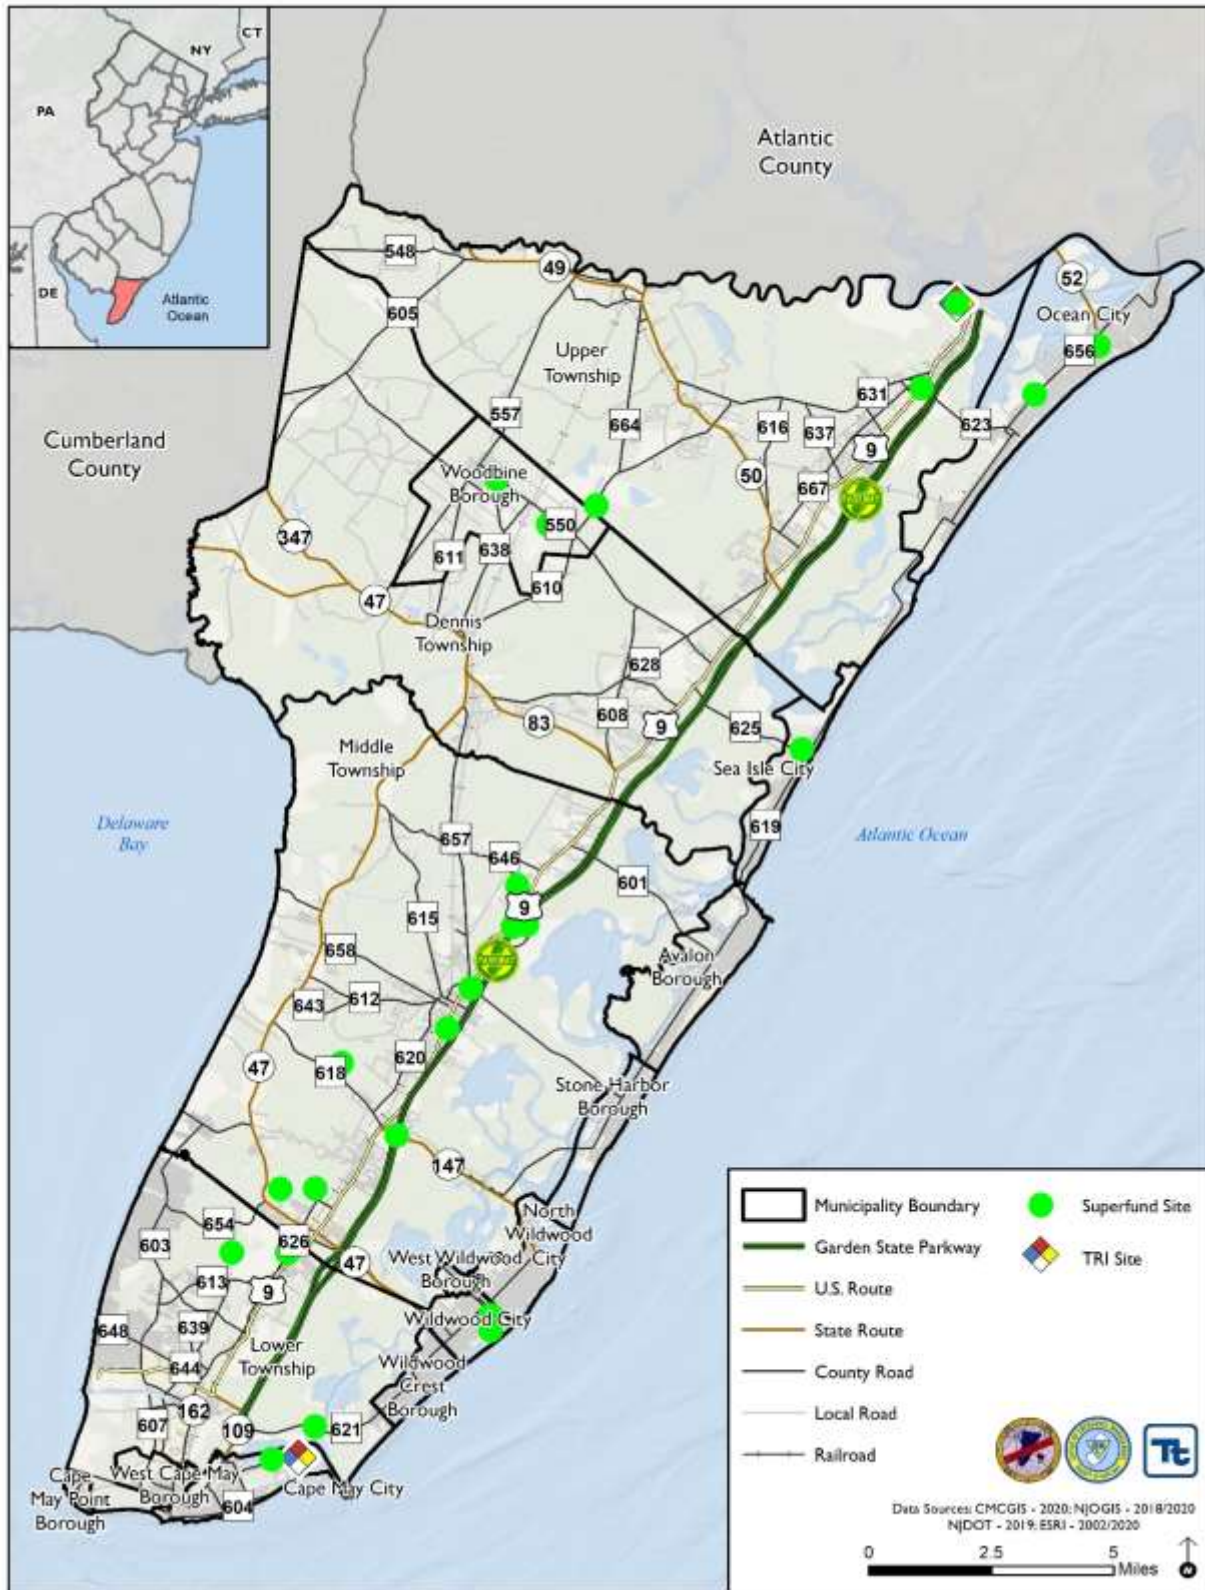 CT
NY
PA
DE
Atlantic
Ocean
Atlantic
County
548
49
52
Ocean City
605
656
Upper
Township
631
557
664
616
637
623
9
Cumberland
County
Woodbine
Borough
50
667
550
347
611
638
610
47
Dennis
Township
628
608
83
9
625
Middle
Township
Sea Isle City
Delaware
Bay
619
Atlantic Ocean
657
646
601
9
615
658
Avalon
Borough
643
612
620
47
618
Stone Harbor
Borough
147
North
Wildwood
City
654
603
626
47
West Wildwood
Borough
613
9
Wildwood City
648
639
Lower
Township
644
Wildwood
Crest
Borough
162
607
109
621
Cape
May Point
Borough
West Cape May
Borough
Cape May City
604
Municipality Boundary
Superfund Site
Garden State Parkway
TRI Site
U.S. Route
State Route
County Road
Local Road
Railroad
Tt
Data Sources: CMCGIS - 2020; NJOGIS - 2018/2020
NJDOT - 2019; ESRI - 2002/2020
0 2.5 5
Miles
N